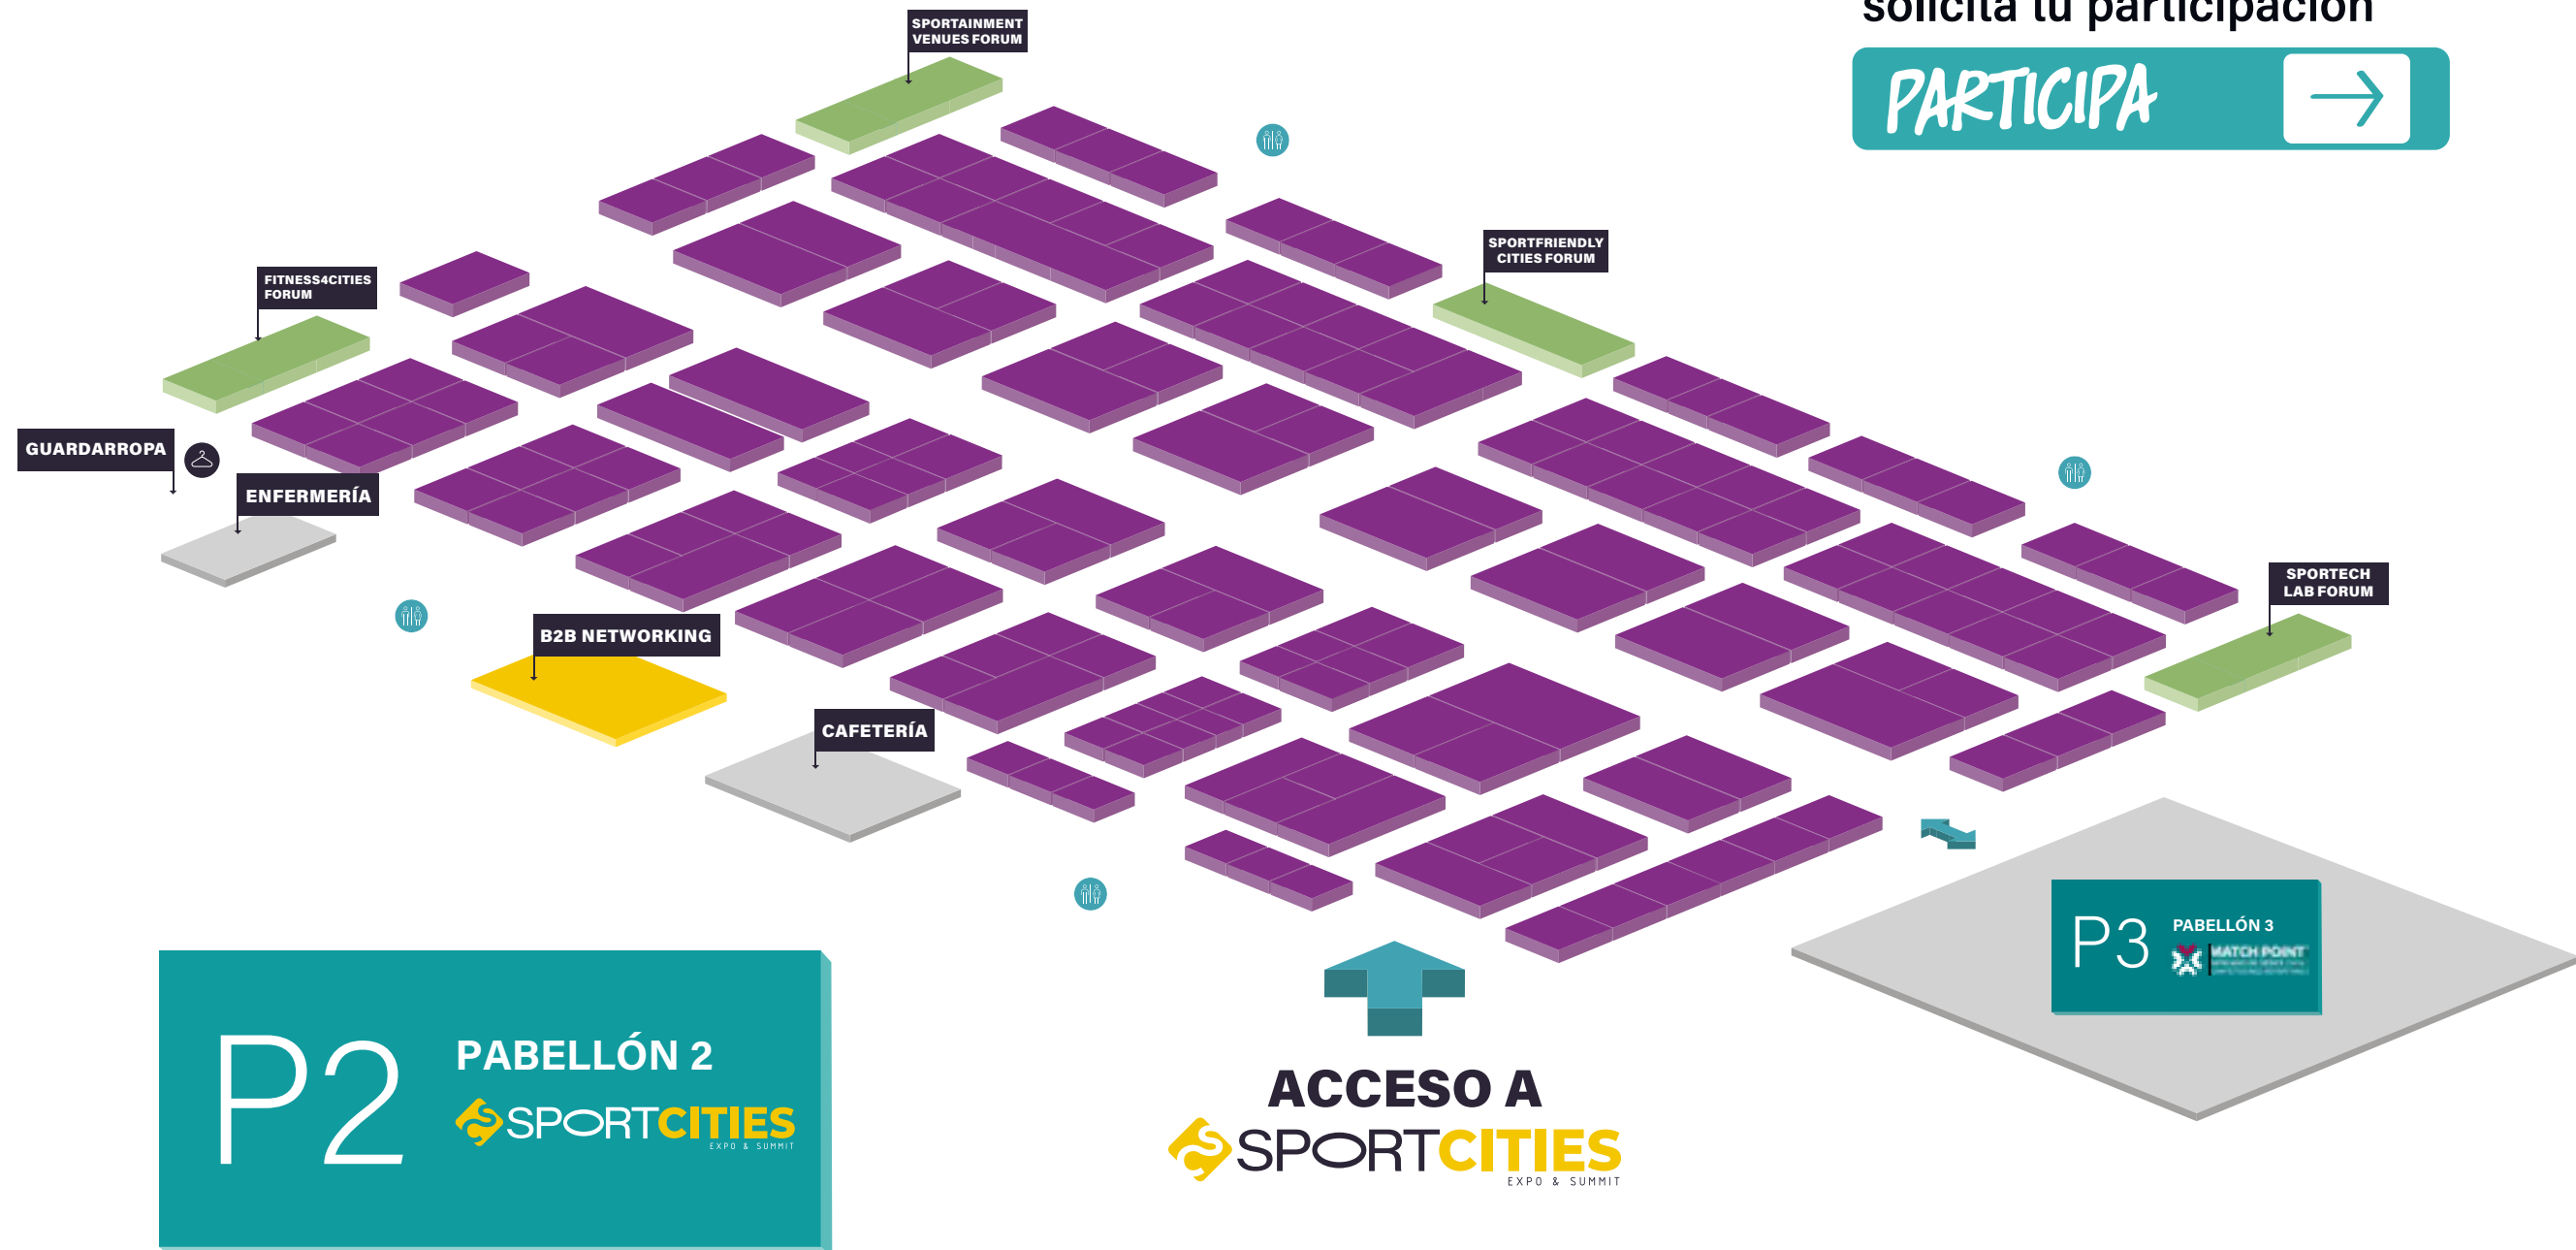 solicita tu participación
PARTICIPA
SPORTAINMENT
VENUES FORUM
SPORTFRIENDLY
CITIES FORUM
FITNESS4CITIES
FORUM
GUARDARROPA
ENFERMERÍA
B2B NETWORKING
CAFETERÍA
SPORTECH
LAB FORUM
P3
PABELLÓN 3
MATCH POINT
P2
PABELLÓN 2
SPORTCITIES
EXPO & SUMMIT
ACCESO A
SPORTCITIES
EXPO & SUMMIT